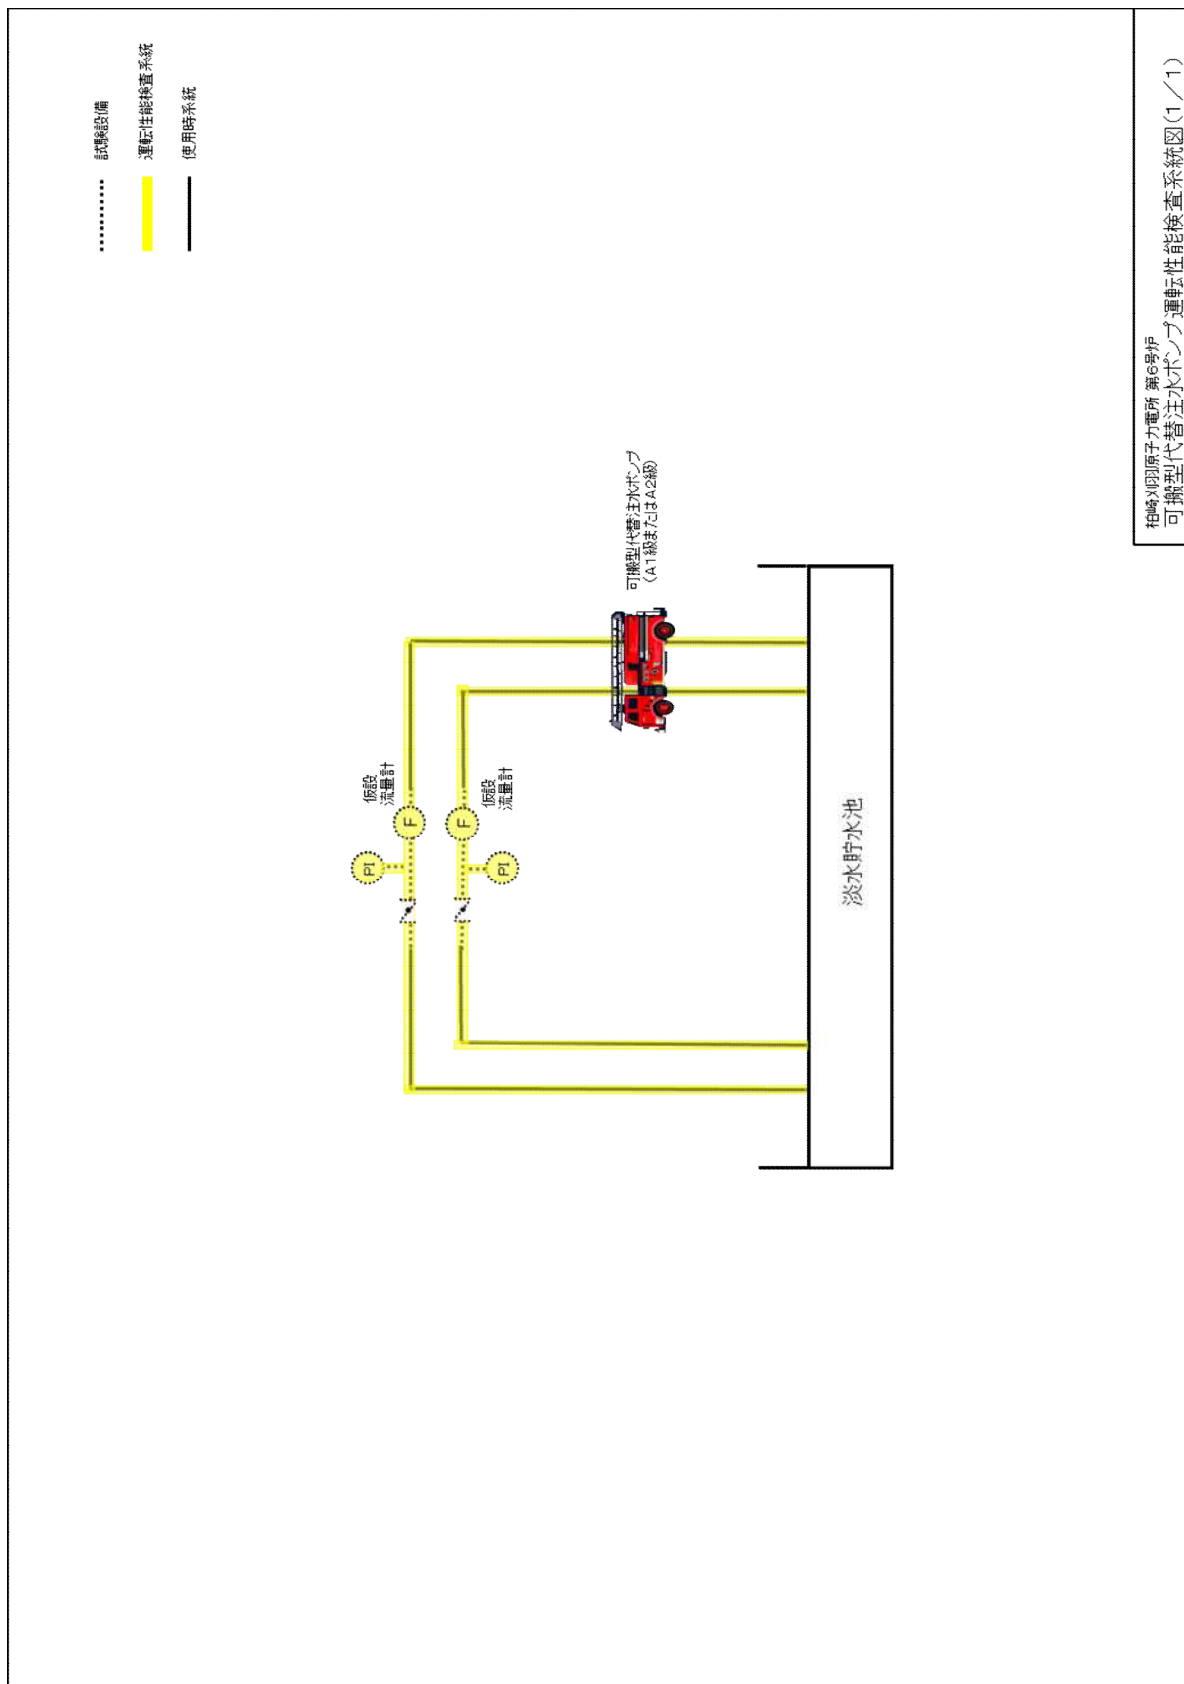 試験設備
運転性能検査系統
使用時系統
仮設
流量計
PI
F
仮設
流量計
F
PI
可搬型代替注水ポンプ
(A1級またはA2級)
淡水貯水池
柏崎刈羽原子力発電所 第6号炉
可搬型代替注水ポンプ運転性能検査系統図(1/1)